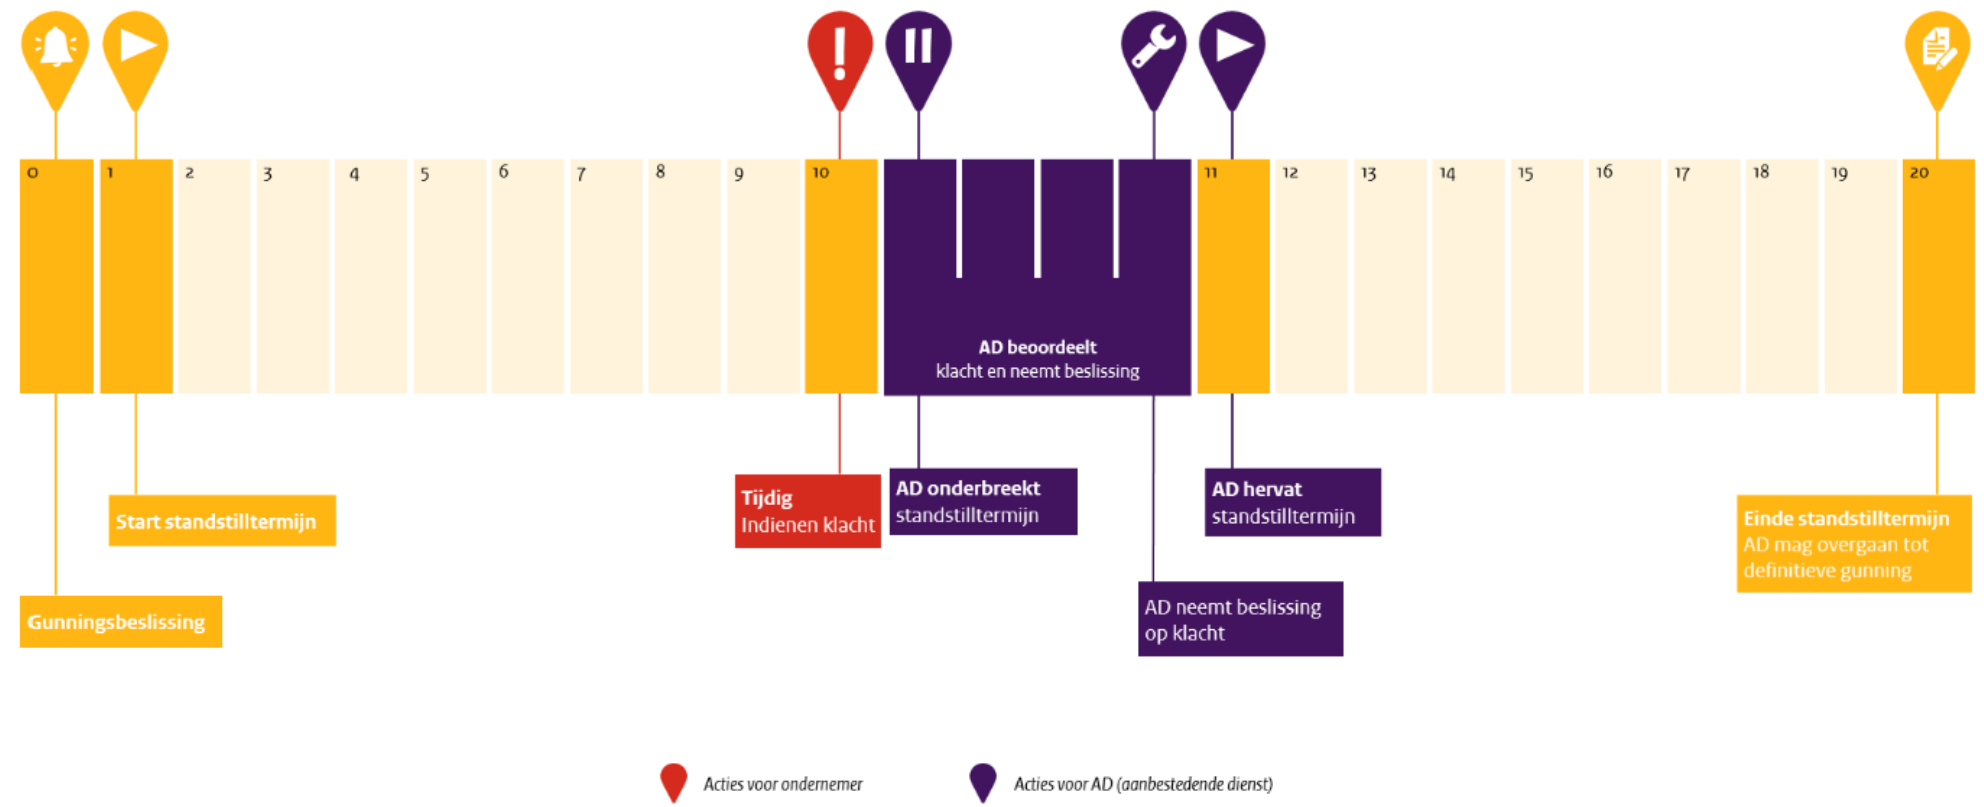 0
1
2
3
4
5
6
7
8
9
10
11
12
13
14
15
16
17
18
19
20
AD beoordeelt
klacht en neemt beslissing
Start standstilltermijn
Gunningsbeslissing
Tijdig
Indienen klacht
AD onderbreekt
standstilltermijn
AD neemt beslissing
op klacht
AD hervat
standstilltermijn
Einde standstilltermijn
AD mag overgaan tot
definitieve gunning
Acties voor ondernemer
Acties voor AD (aanbestedende dienst)